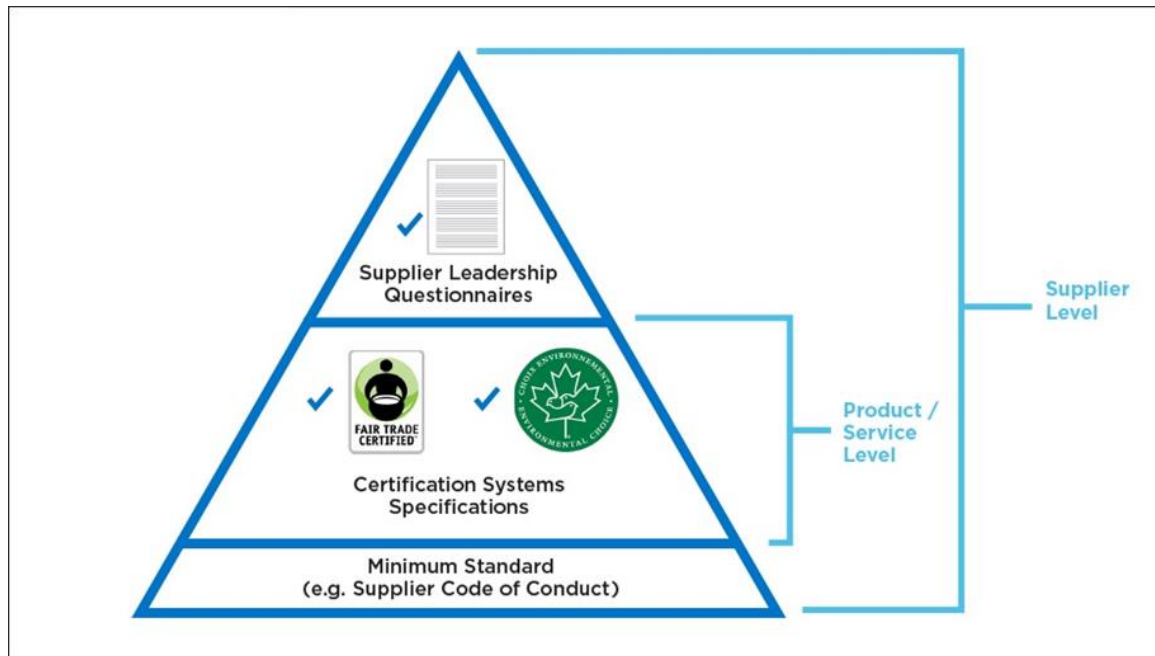 Supplier Leadership
Questionnaires
FAIR TRADE
CERTIFIED
CHOIX ENVIRONNEMENTAL
ENVIRONMENTAL CHOICE
Certification Systems
Specifications
Minimum Standard
(e.g. Supplier Code of Conduct)
Product /
Service
Level
Supplier
Level